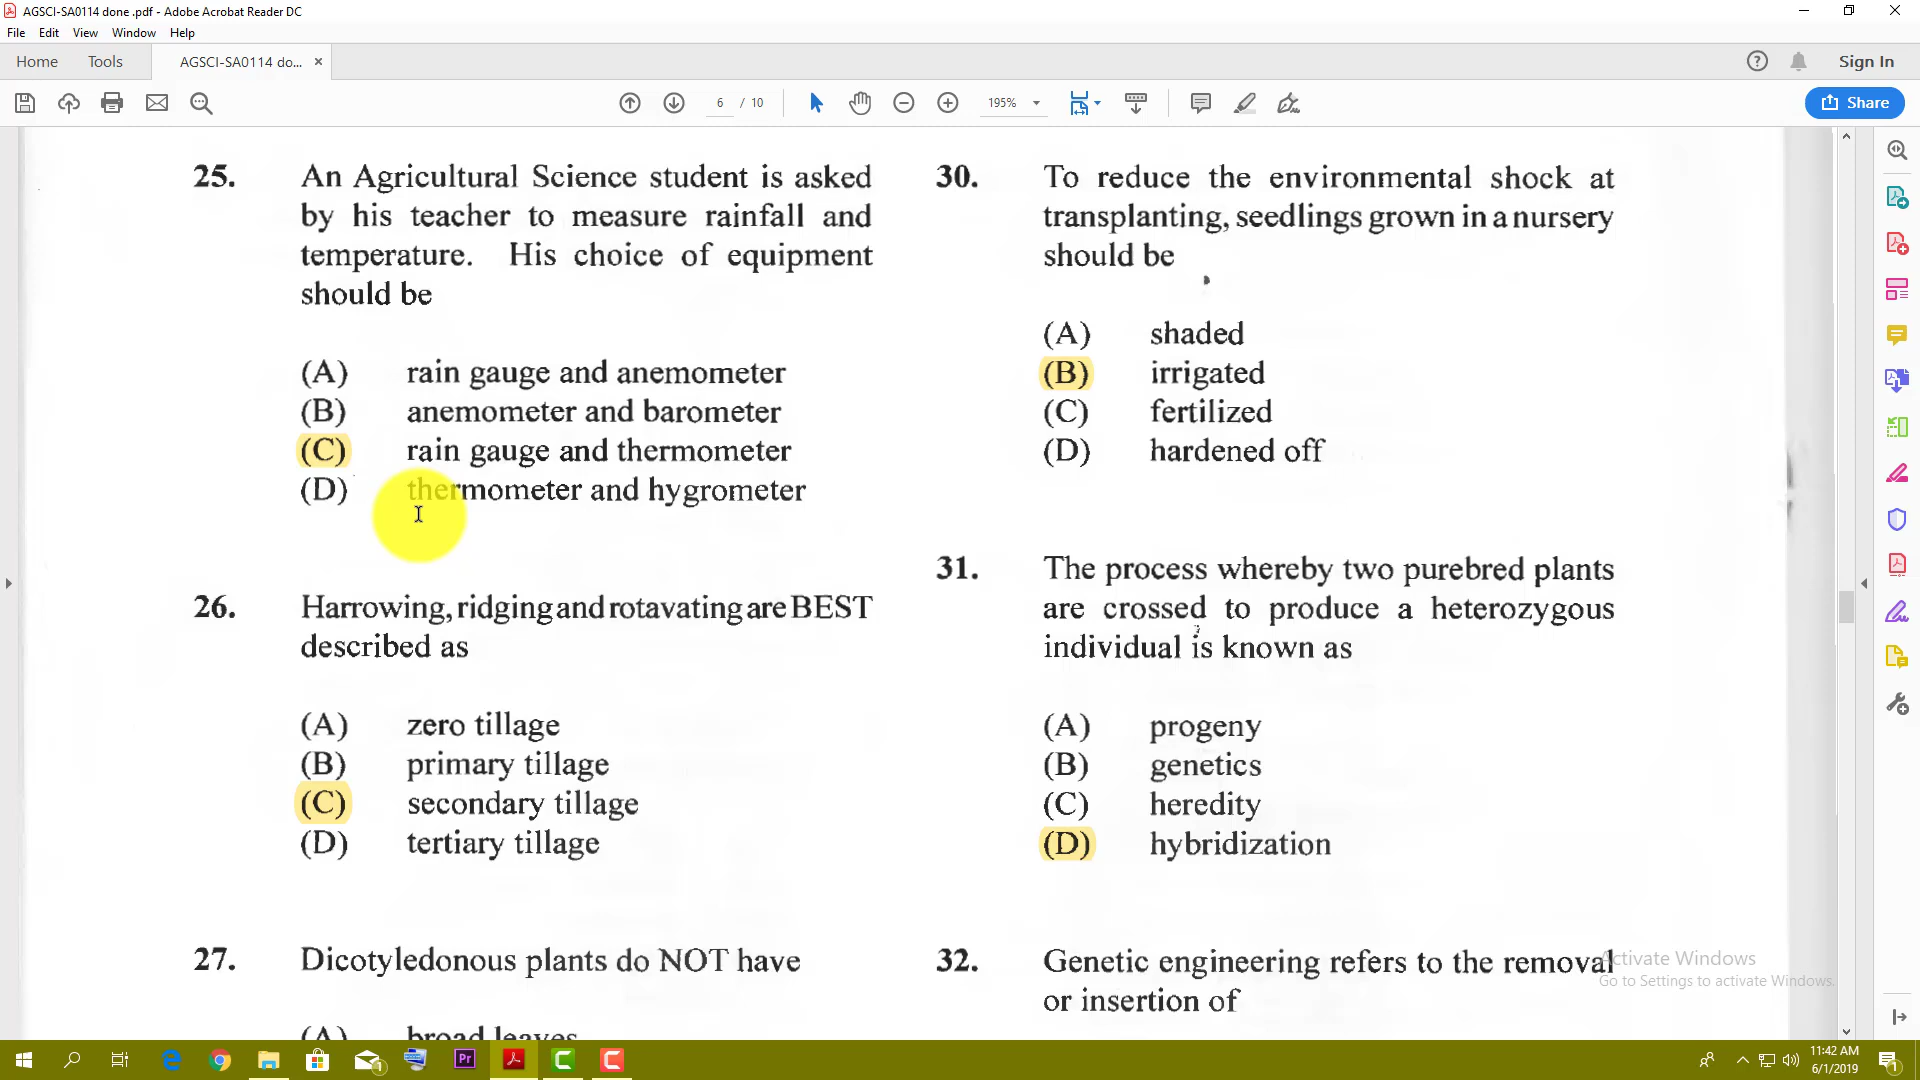 AGSCI-SA0114 done .pdf - Adobe Acrobat Reader DC
File Edit View Window Help
Home Tools AGSCI-SA0114 do... × Sign In
6 / 10 195% Share
25. An Agricultural Science student is asked
by his teacher to measure rainfall and
temperature. His choice of equipment
should be
(A) rain gauge and anemometer
(B) anemometer and barometer
(C) rain gauge and thermometer
(D) thermometer and hygrometer
26. Harrowing, ridging and rotavating are BEST
described as
(A) zero tillage
(B) primary tillage
(C) secondary tillage
(D) tertiary tillage
27. Dicotyledonous plants do NOT have
(A) broad leaves
30. To reduce the environmental shock at
transplanting, seedlings grown in a nursery
should be
(A) shaded
(B) irrigated
(C) fertilized
(D) hardened off
31. The process whereby two purebred plants
are crossed to produce a heterozygous
individual is known as
(A) progeny
(B) genetics
(C) heredity
(D) hybridization
32. Genetic engineering refers to the removal
or insertion of
Activate Windows
Go to Settings to activate Windows.
11:42 AM
6/1/2019